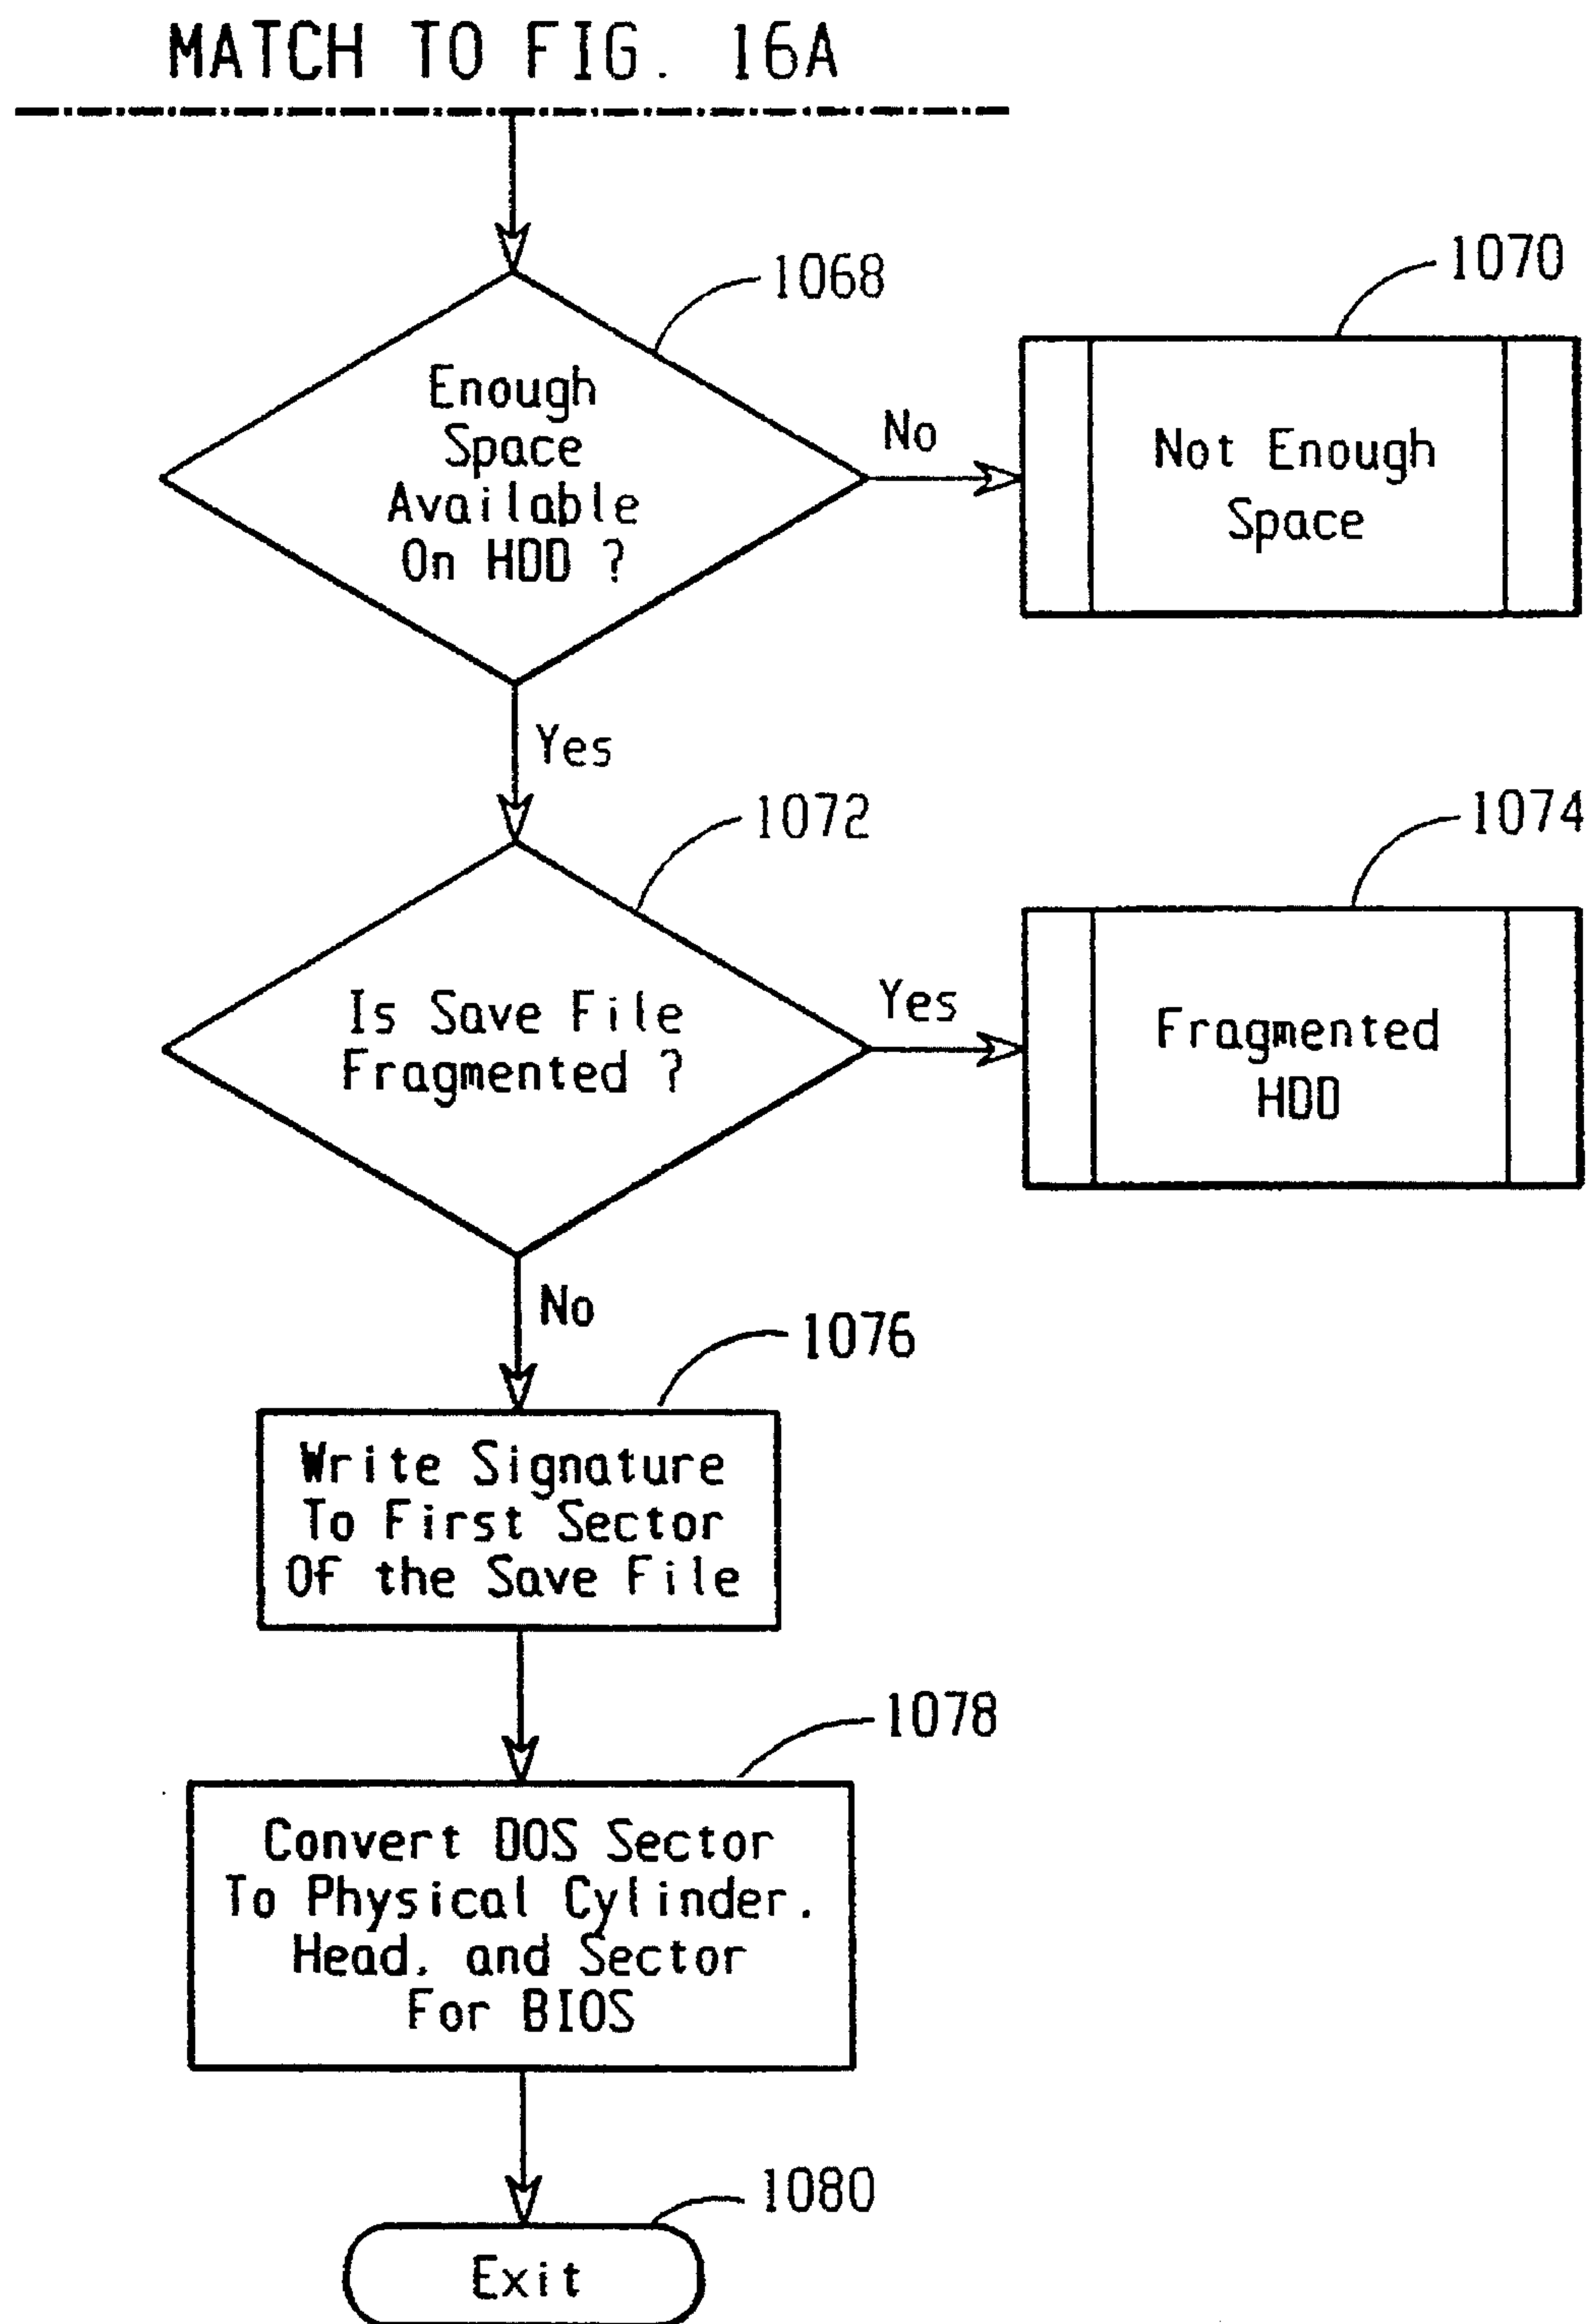 MATCH TO FIG. 16A
1068
Enough
Space
Available
On HDD ?
No
1070
Not Enough
Space
Yes
1072
Is Save File
Fragmented ?
Yes
1074
Fragmented
HDD
No
1076
Write Signature
To First Sector
Of the Save File
1078
Convert DOS Sector
To Physical Cylinder,
Head, and Sector
For BIOS
1080
Exit